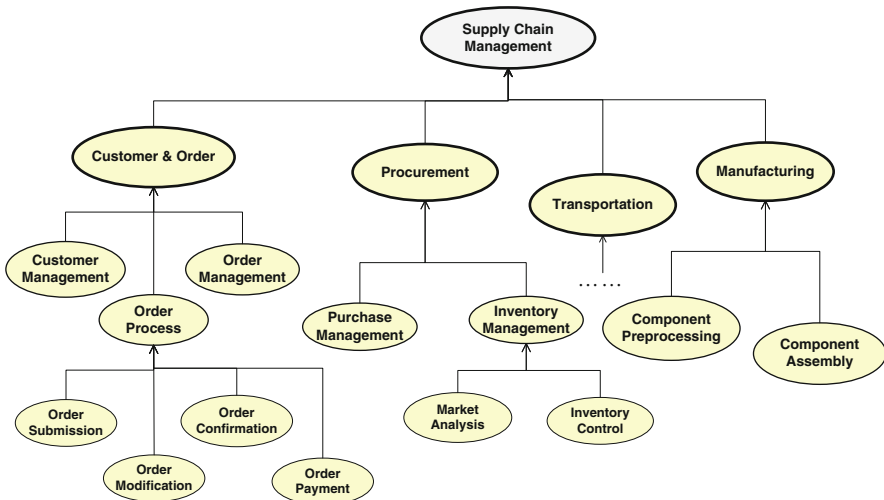 Supply Chain
Management
Customer & Order
Procurement
Transportation
Manufacturing
Customer
Management
Order
Management
Order
Process
Purchase
Management
Inventory
Management
......
Component
Preprocessing
Component
Assembly
Order
Submission
Order
Modification
Order
Confirmation
Order
Payment
Market
Analysis
Inventory
Control